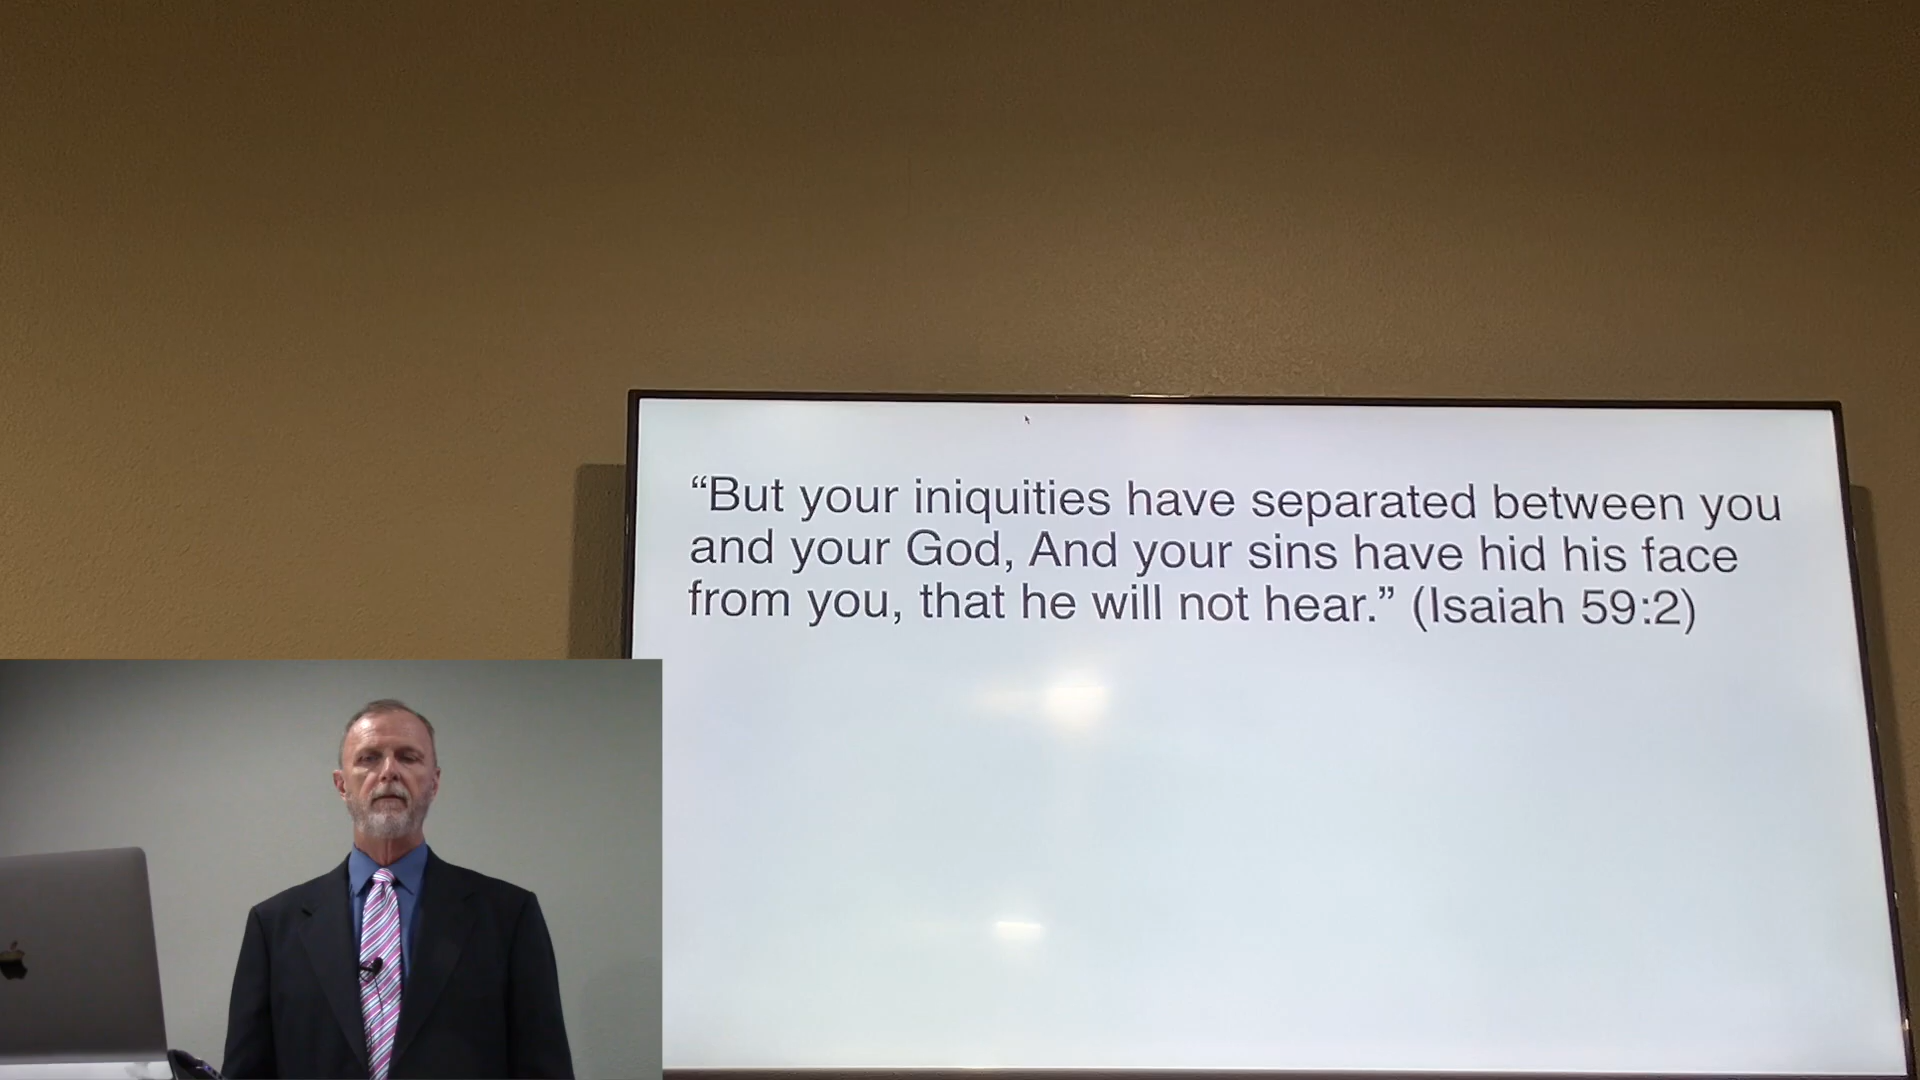 “But your iniquities have separated between you
and your God, And your sins have hid his face
from you, that he will not hear.” (Isaiah 59:2)